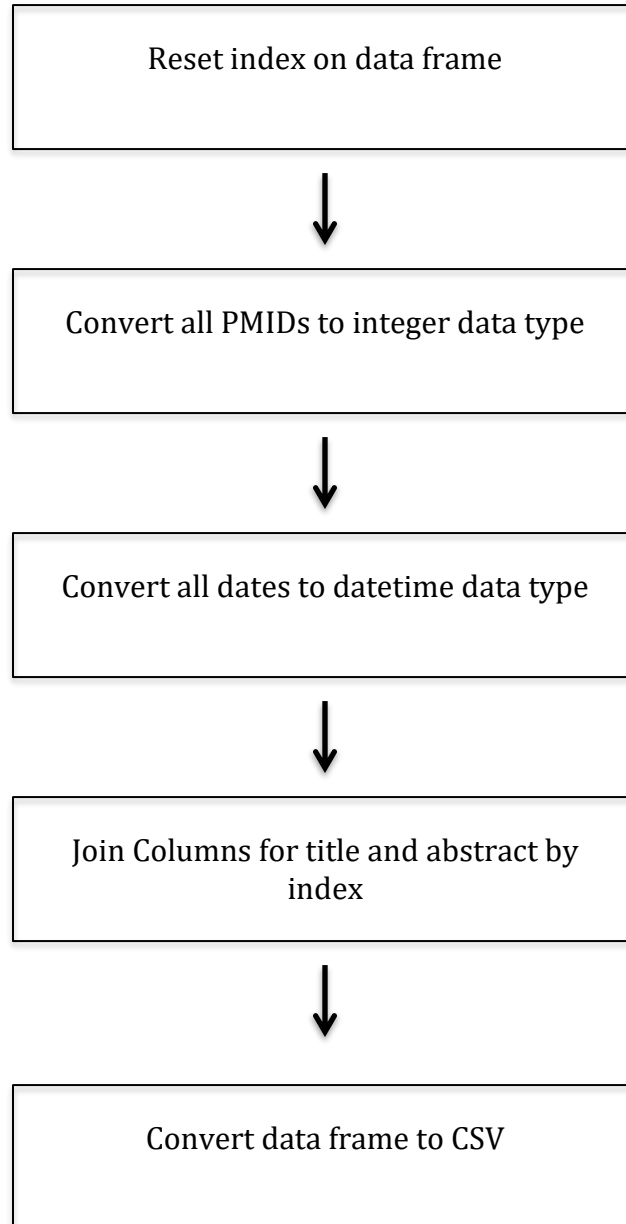 Reset index on data frame
Convert all PMIDs to integer data type
Convert all dates to datetime data type
Join Columns for title and abstract by
index
Convert data frame to CSV